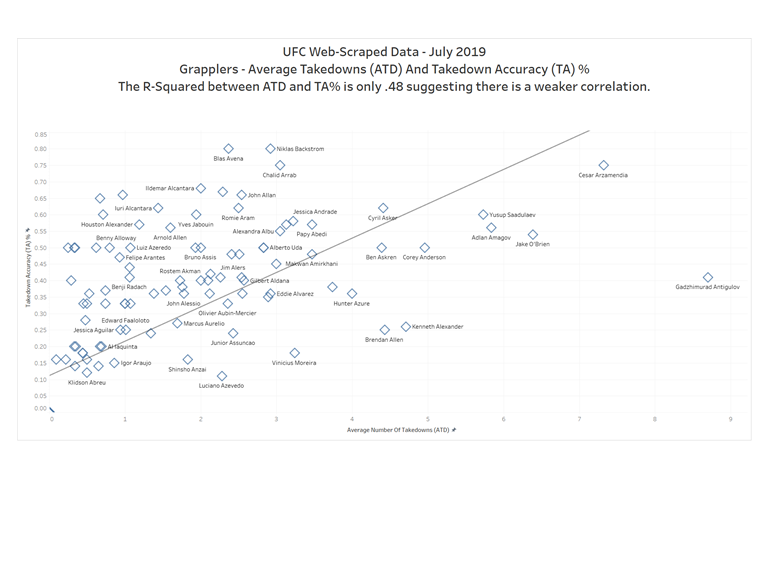 UFC Web-Scraped Data - July 2019
Grapplers - Average Takedowns (ATD) And Takedown Accuracy (TA) %
The R-Squared between ATD and TA% is only .48 suggesting there is a weaker correlation.
0.85
0.80
Niklas Backstrom
Blas Avena
0.75
Chalid Arrab
Cesar Arzamendia
0.70
Ildemar Alcantara
0.65
John Allan
Iuri Alcantara
0.60
Romie Aram
Jessica Andrade
Cyril Asker
Yusup Saadulaev
Houston Alexander
Yves Jabouin
0.55
Alexandra Albu
Papy Abedi
Adlan Amagov
Benny Alloway
Arnold Allen
Jake O'Brien
0.50
Luiz Azeredo
Alberto Uda
Felipe Arantes
Bruno Assis
Ben Askren
Corey Anderson
0.45
Rostem Akman
Jim Alers
Makwan Amirkhani
0.40
Benji Radach
Gilbert Aldana
Gadzhimurad Antigulov
0.35
Eddie Alvarez
John Alessio
Hunter Azure
0.30
Olivier Aubin-Mercier
Edward Faaloloto
Marcus Aurelio
Kenneth Alexander
0.25
Jessica Aguilar
Junior Assuncao
Brendan Allen
0.20
Al Iaquinta
0.15
Igor Araujo
Shinsho Anzai
Vinicius Moreira
0.10
Klidson Abreu
Luciano Azevedo
0.05
0.00
Takedown Accuracy (TA) %
0 1 2 3 4 5 6 7 8 9
Average Number Of Takedowns (ATD)